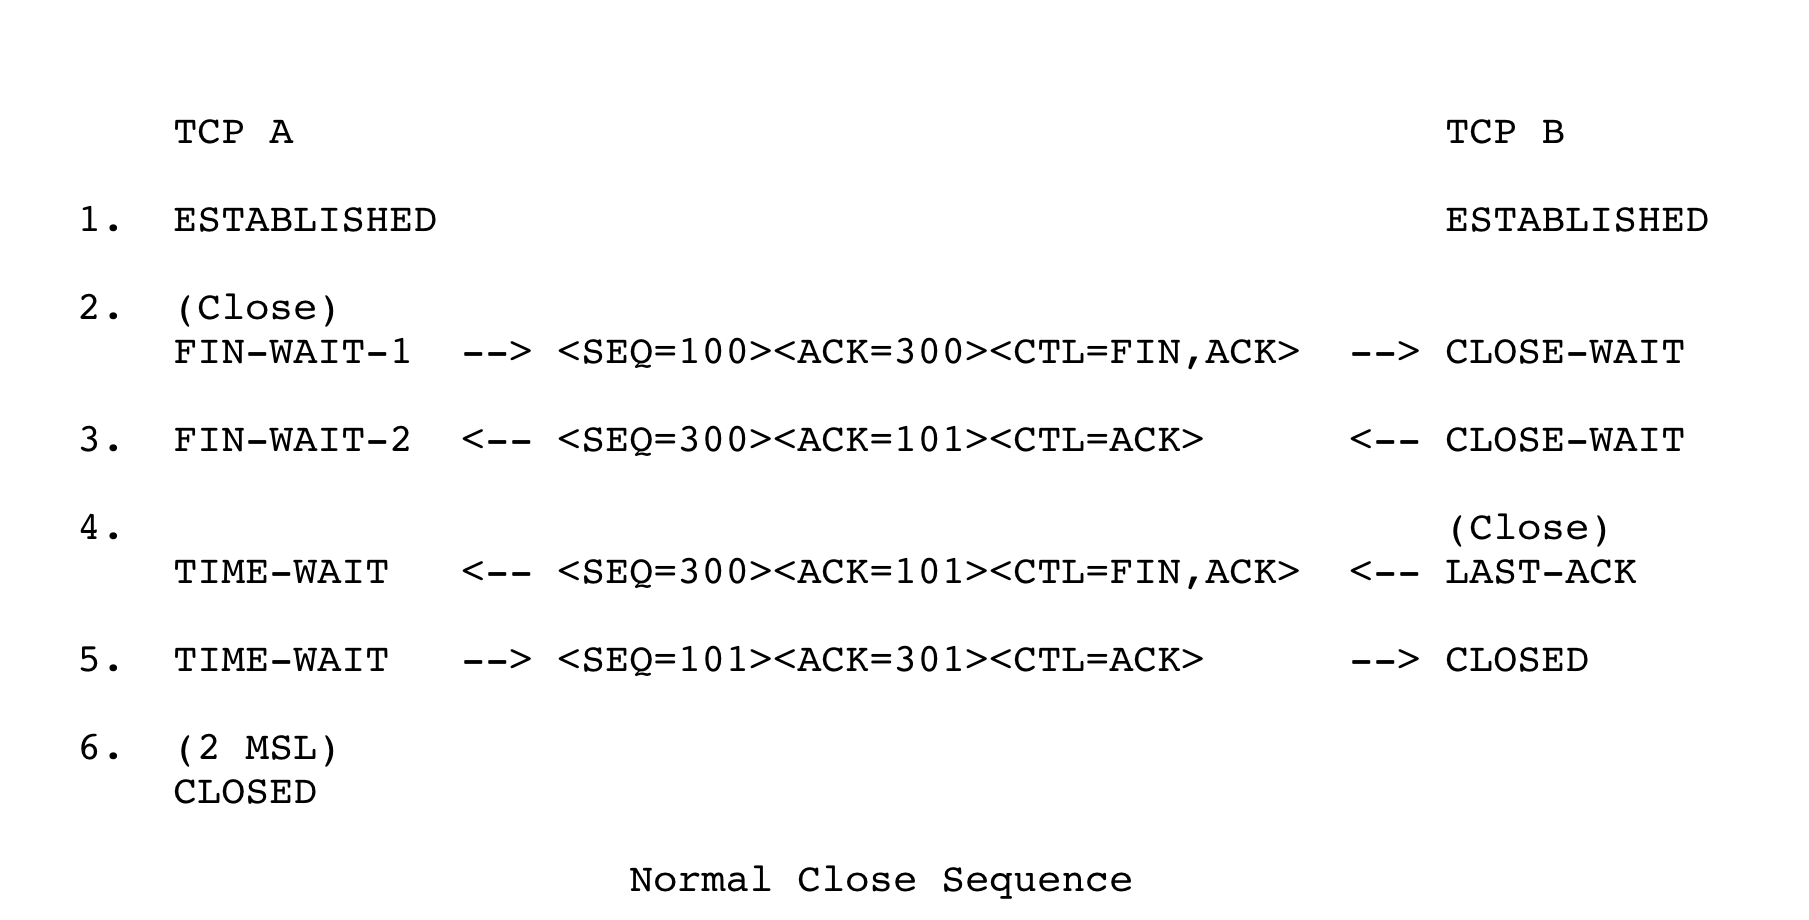 TCP A                                                TCP B
1.  ESTABLISHED                                          ESTABLISHED
2.  (Close)
    FIN-WAIT-1  --> <SEQ=100><ACK=300><CTL=FIN,ACK>  --> CLOSE-WAIT
3.  FIN-WAIT-2  <-- <SEQ=300><ACK=101><CTL=ACK>      <-- CLOSE-WAIT
4.                                                       (Close)
    TIME-WAIT   <-- <SEQ=300><ACK=101><CTL=FIN,ACK>  <-- LAST-ACK
5.  TIME-WAIT   --> <SEQ=101><ACK=301><CTL=ACK>      --> CLOSED
6.  (2 MSL)
    CLOSED
Normal Close Sequence